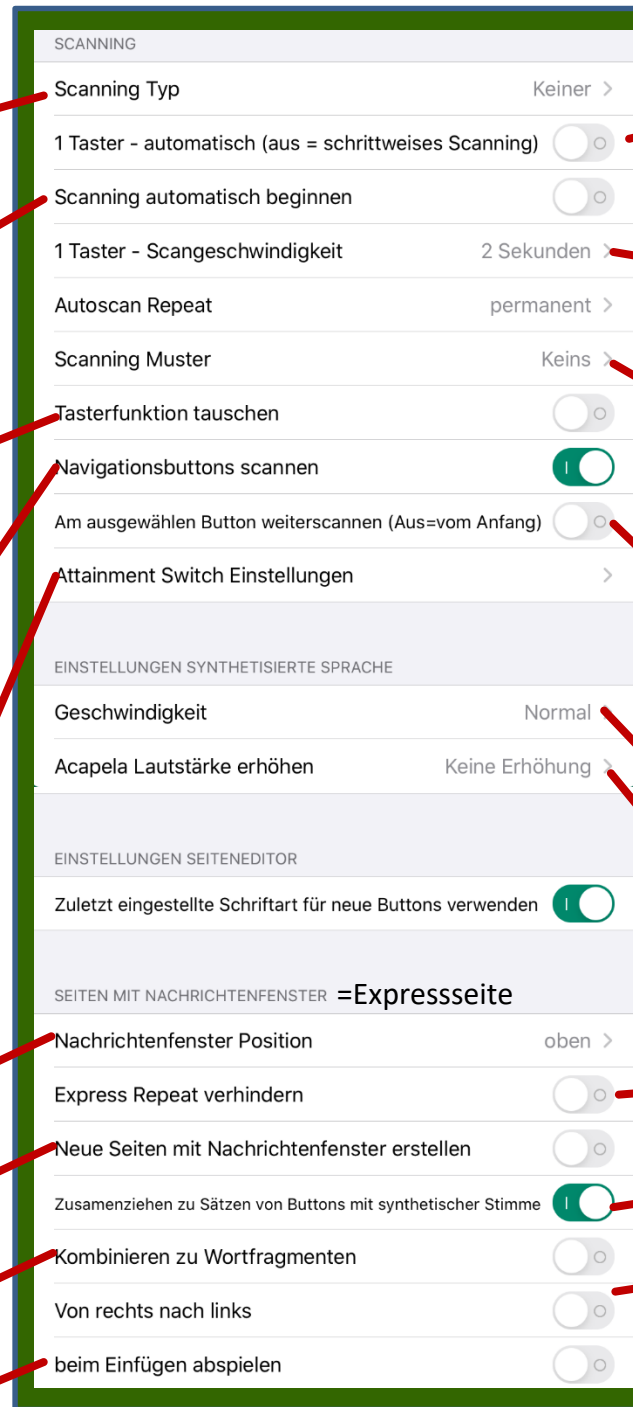 SCANNING
Scanning Typ Keiner >
1 Taster - automatisch (aus = schrittweises Scanning)
Scanning automatisch beginnen
1 Taster - Scangeschwindigkeit 2 Sekunden >
Autoscan Repeat permanent >
Scanning Muster Keins >
Tasterfunktion tauschen
Navigationsbuttons scannen
Am ausgewählen Button weiterscannen (Aus=vom Anfang)
Attainment Switch Einstellungen >
EINSTELLUNGEN SYNTHETISIERTE SPRACHE
Geschwindigkeit Normal >
Acapela Lautstärke erhöhen Keine Erhöhung >
EINSTELLUNGEN SEITENEDITOR
Zuletzt eingestellte Schriftart für neue Buttons verwenden
SEITEN MIT NACHRICHTENFENSTER =Expressseite
Nachrichtenfenster Position oben >
Express Repeat verhindern
Neue Seiten mit Nachrichtenfenster erstellen
Zusamenziehen zu Sätzen von Buttons mit synthetischer Stimme
Kombinieren zu Wortfragmenten
Von rechts nach links
beim Einfügen abspielen